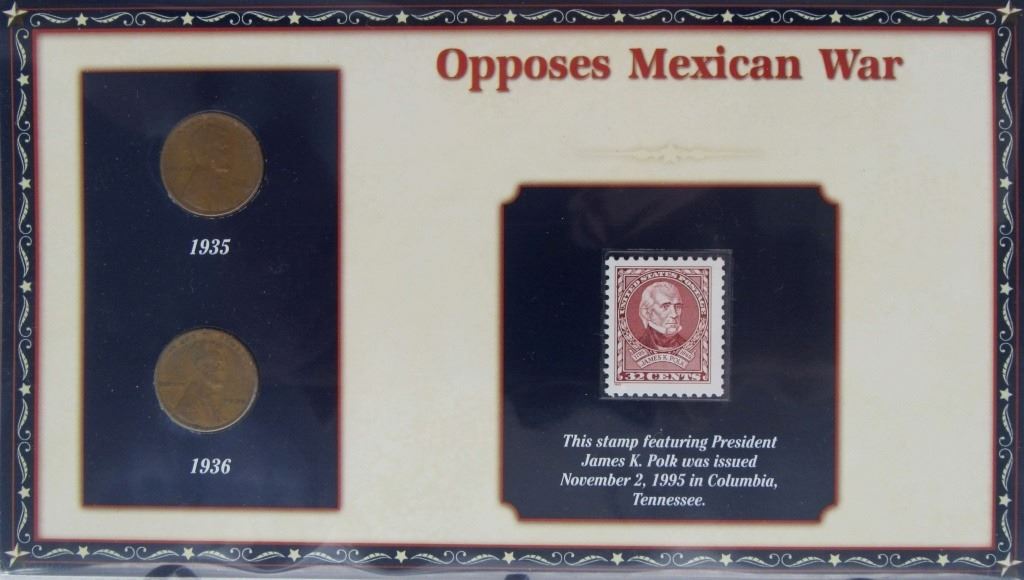 Opposes Mexican War
1935
1936
UNITED STATES POSTAGE
JAMES K. POLK
32 CENTS
This stamp featuring President
James K. Polk was issued
November 2, 1995 in Columbia,
Tennessee.